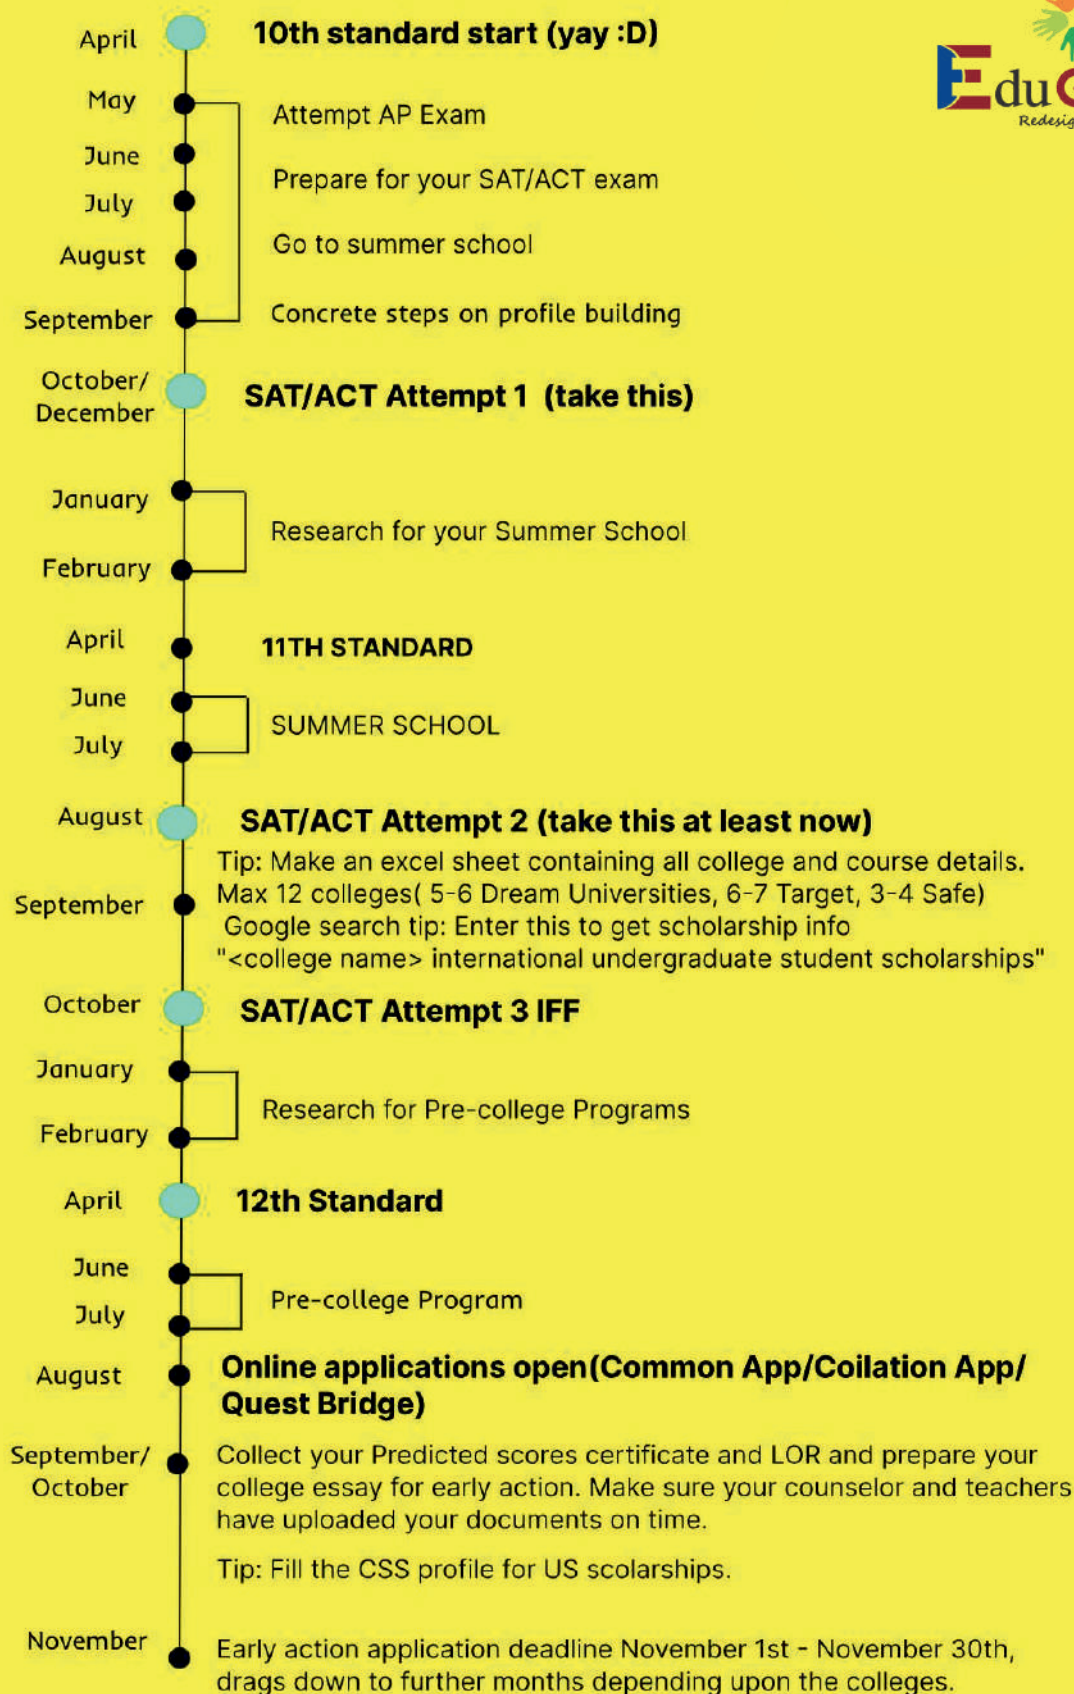 April 10th standard start (yay :D)
Edu
Redesig
May
Attempt AP Exam
June
Prepare for your SAT/ACT exam
July
Go to summer school
August
September Concrete steps on profile building
October/
December
SAT/ACT Attempt 1 (take this)
January
Research for your Summer School
February
April 11TH STANDARD
June
SUMMER SCHOOL
July
August SAT/ACT Attempt 2 (take this at least now)
Tip: Make an excel sheet containing all college and course details.
September Max 12 colleges( 5-6 Dream Universities, 6-7 Target, 3-4 Safe)
Google search tip: Enter this to get scholarship info
"<college name> international undergraduate student scholarships"
October SAT/ACT Attempt 3 IFF
January
Research for Pre-college Programs
February
April 12th Standard
June
Pre-college Program
July
August Online applications open(Common App/Coilation App/
Quest Bridge)
September/ Collect your Predicted scores certificate and LOR and prepare your
October college essay for early action. Make sure your counselor and teachers
have uploaded your documents on time.
Tip: Fill the CSS profile for US scolarships.
November Early action application deadline November 1st - November 30th,
drags down to further months depending upon the colleges.